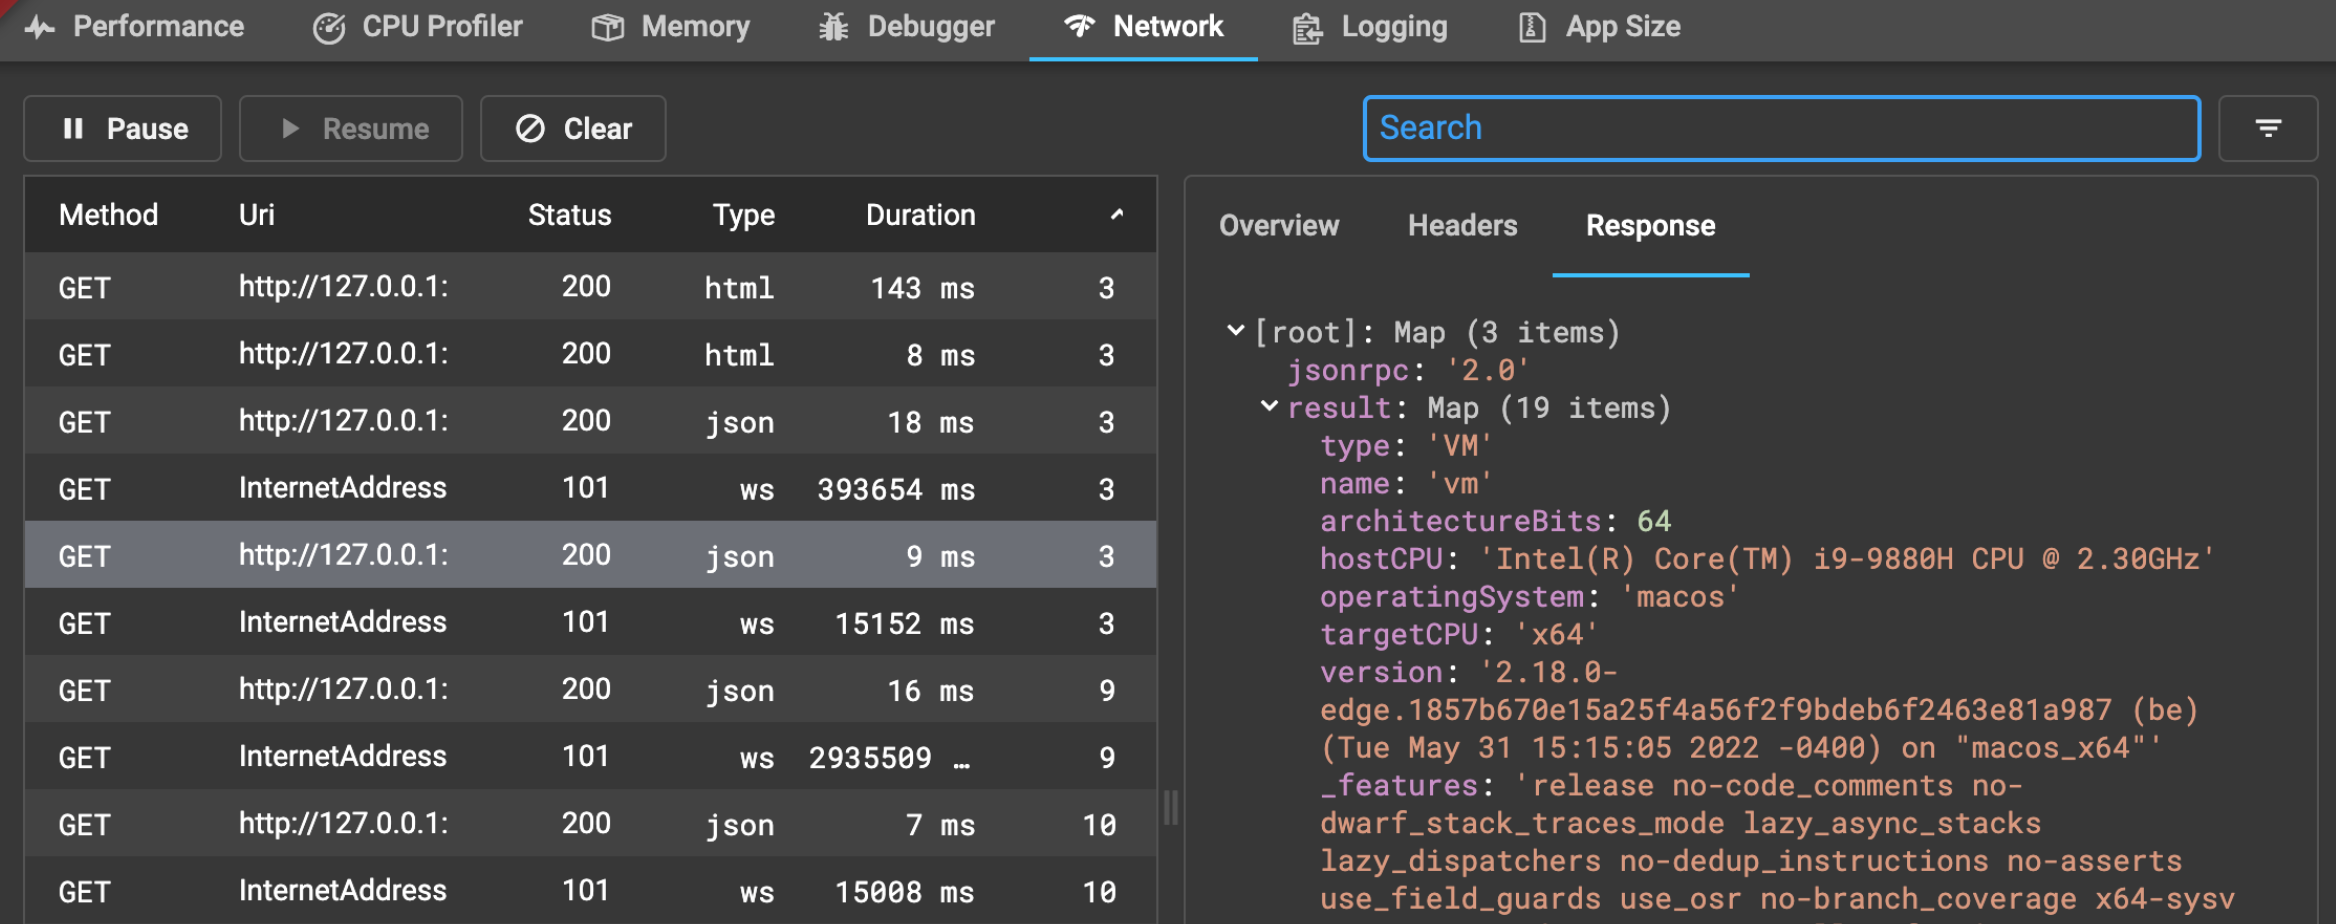 Performance CPU Profiler Memory Debugger Network Logging App Size
Pause Resume Clear Search
Method Uri Status Type Duration
GET http://127.0.0.1: 200 html 143 ms 3
GET http://127.0.0.1: 200 html 8 ms 3
GET http://127.0.0.1: 200 json 18 ms 3
GET InternetAddress 101 ws 393654 ms 3
GET http://127.0.0.1: 200 json 9 ms 3
GET InternetAddress 101 ws 15152 ms 3
GET http://127.0.0.1: 200 json 16 ms 9
GET InternetAddress 101 ws 2935509 … 9
GET http://127.0.0.1: 200 json 7 ms 10
GET InternetAddress 101 ws 15008 ms 10
Overview Headers Response
[root]: Map (3 items)
jsonrpc: '2.0'
result: Map (19 items)
type: 'VM'
name: 'vm'
architectureBits: 64
hostCPU: 'Intel(R) Core(TM) i9-9880H CPU @ 2.30GHz'
operatingSystem: 'macos'
targetCPU: 'x64'
version: '2.18.0-
edge.1857b670e15a25f4a56f2f9bdeb6f2463e81a987 (be)
(Tue May 31 15:15:05 2022 -0400) on "macos_x64"'
_features: 'release no-code_comments no-
dwarf_stack_traces_mode lazy_async_stacks
lazy_dispatchers no-dedup_instructions no-asserts
use_field_guards use_osr no-branch_coverage x64-sysv